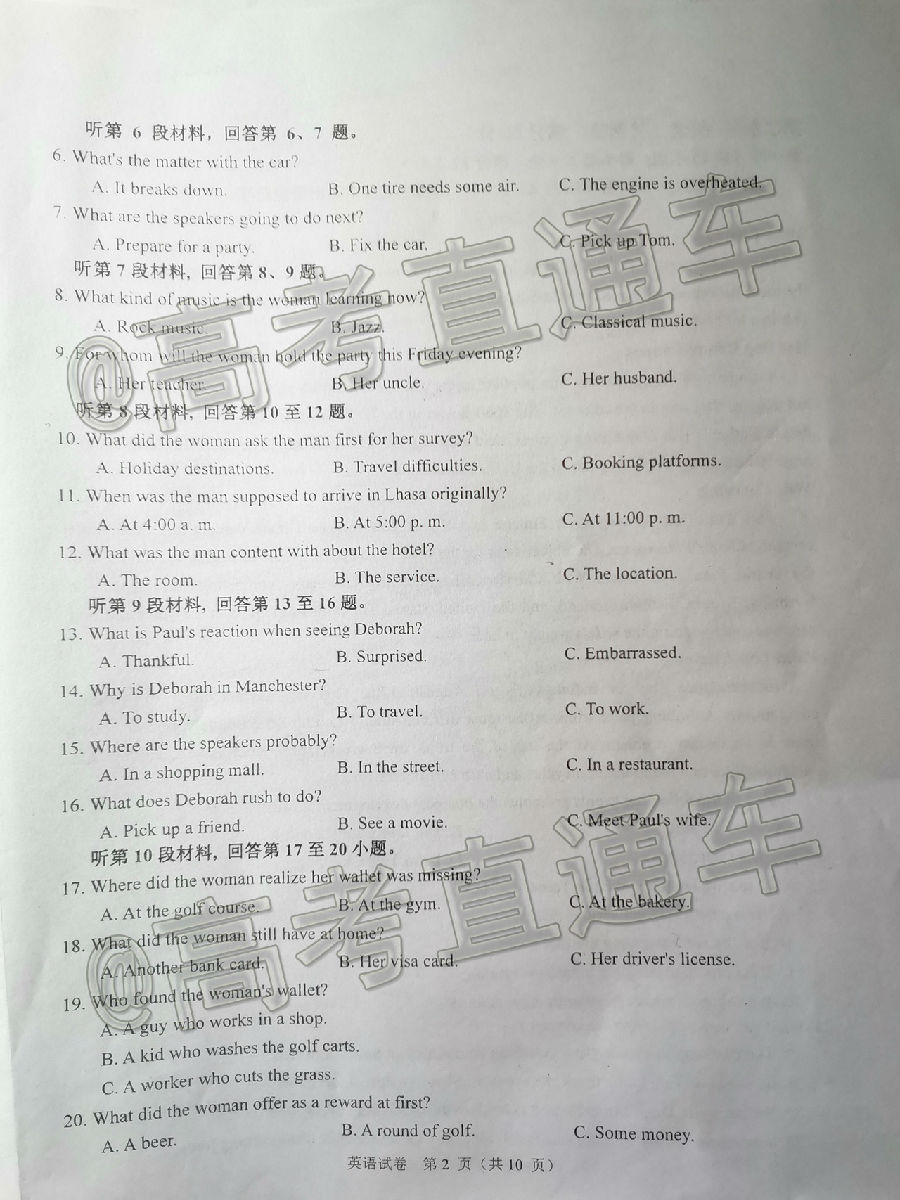 听第 6 段材料，回答第 6、7 题。
6. What's the matter with the car?
A. It breaks down. B. One tire needs some air. C. The engine is overheated.
7. What are the speakers going to do next?
A. Prepare for a party. B. Fix the car. C. Pick up Tom.
听第 7 段材料, 回答第 8、9 题。
8. What kind of music is the woman learning now?
A. Rock music. B. Jazz. C. Classical music.
9. For whom will the woman hold the party this Friday evening?
A. Her teacher. B. Her uncle. C. Her husband.
听第 8 段材料, 回答第 10 至 12 题。
10. What did the woman ask the man first for her survey?
A. Holiday destinations. B. Travel difficulties. C. Booking platforms.
11. When was the man supposed to arrive in Lhasa originally?
A. At 4:00 a. m. B. At 5:00 p. m. C. At 11:00 p. m.
12. What was the man content with about the hotel?
A. The room. B. The service. C. The location.
听第 9 段材料, 回答第 13 至 16 题。
13. What is Paul's reaction when seeing Deborah?
A. Thankful. B. Surprised. C. Embarrassed.
14. Why is Deborah in Manchester?
A. To study. B. To travel. C. To work.
15. Where are the speakers probably?
A. In a shopping mall. B. In the street. C. In a restaurant.
16. What does Deborah rush to do?
A. Pick up a friend. B. See a movie. C. Meet Paul's wife.
听第 10 段材料，回答第 17 至 20 小题。
17. Where did the woman realize her wallet was missing?
A. At the golf course. B. At the gym. C. At the bakery.
18. What did the woman still have at home?
A. Another bank card. B. Her visa card. C. Her driver's license.
19. Who found the woman's wallet?
A. A guy who works in a shop.
B. A kid who washes the golf carts.
C. A worker who cuts the grass.
20. What did the woman offer as a reward at first?
A. A beer. B. A round of golf. C. Some money.
英语试卷 第 2 页（共 10 页）
@高考直通车
@高考直通车